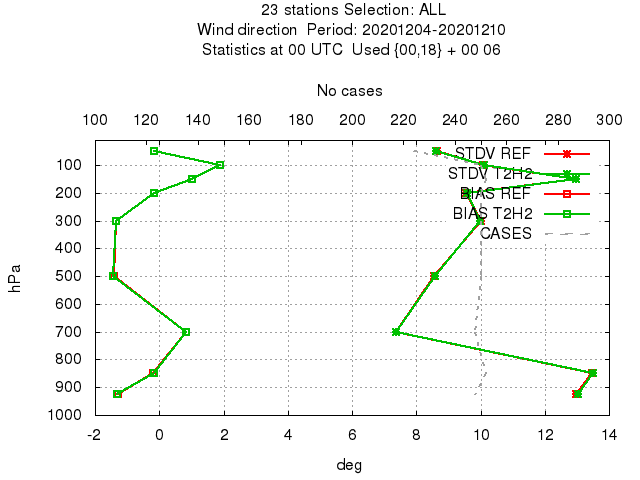 23 stations Selection: ALL
Wind direction  Period: 20201204-20201210
Statistics at 00 UTC  Used {00,18} + 00 06
No cases
100 120 140 160 180 200 220 240 260 280 300
STDV REF
100
STDV T2H2
200
BIAS REF
BIAS T2H2
300
CASES
400
hPa
500
600
700
800
900
1000
-2 0 2 4 6 8 10 12 14
deg